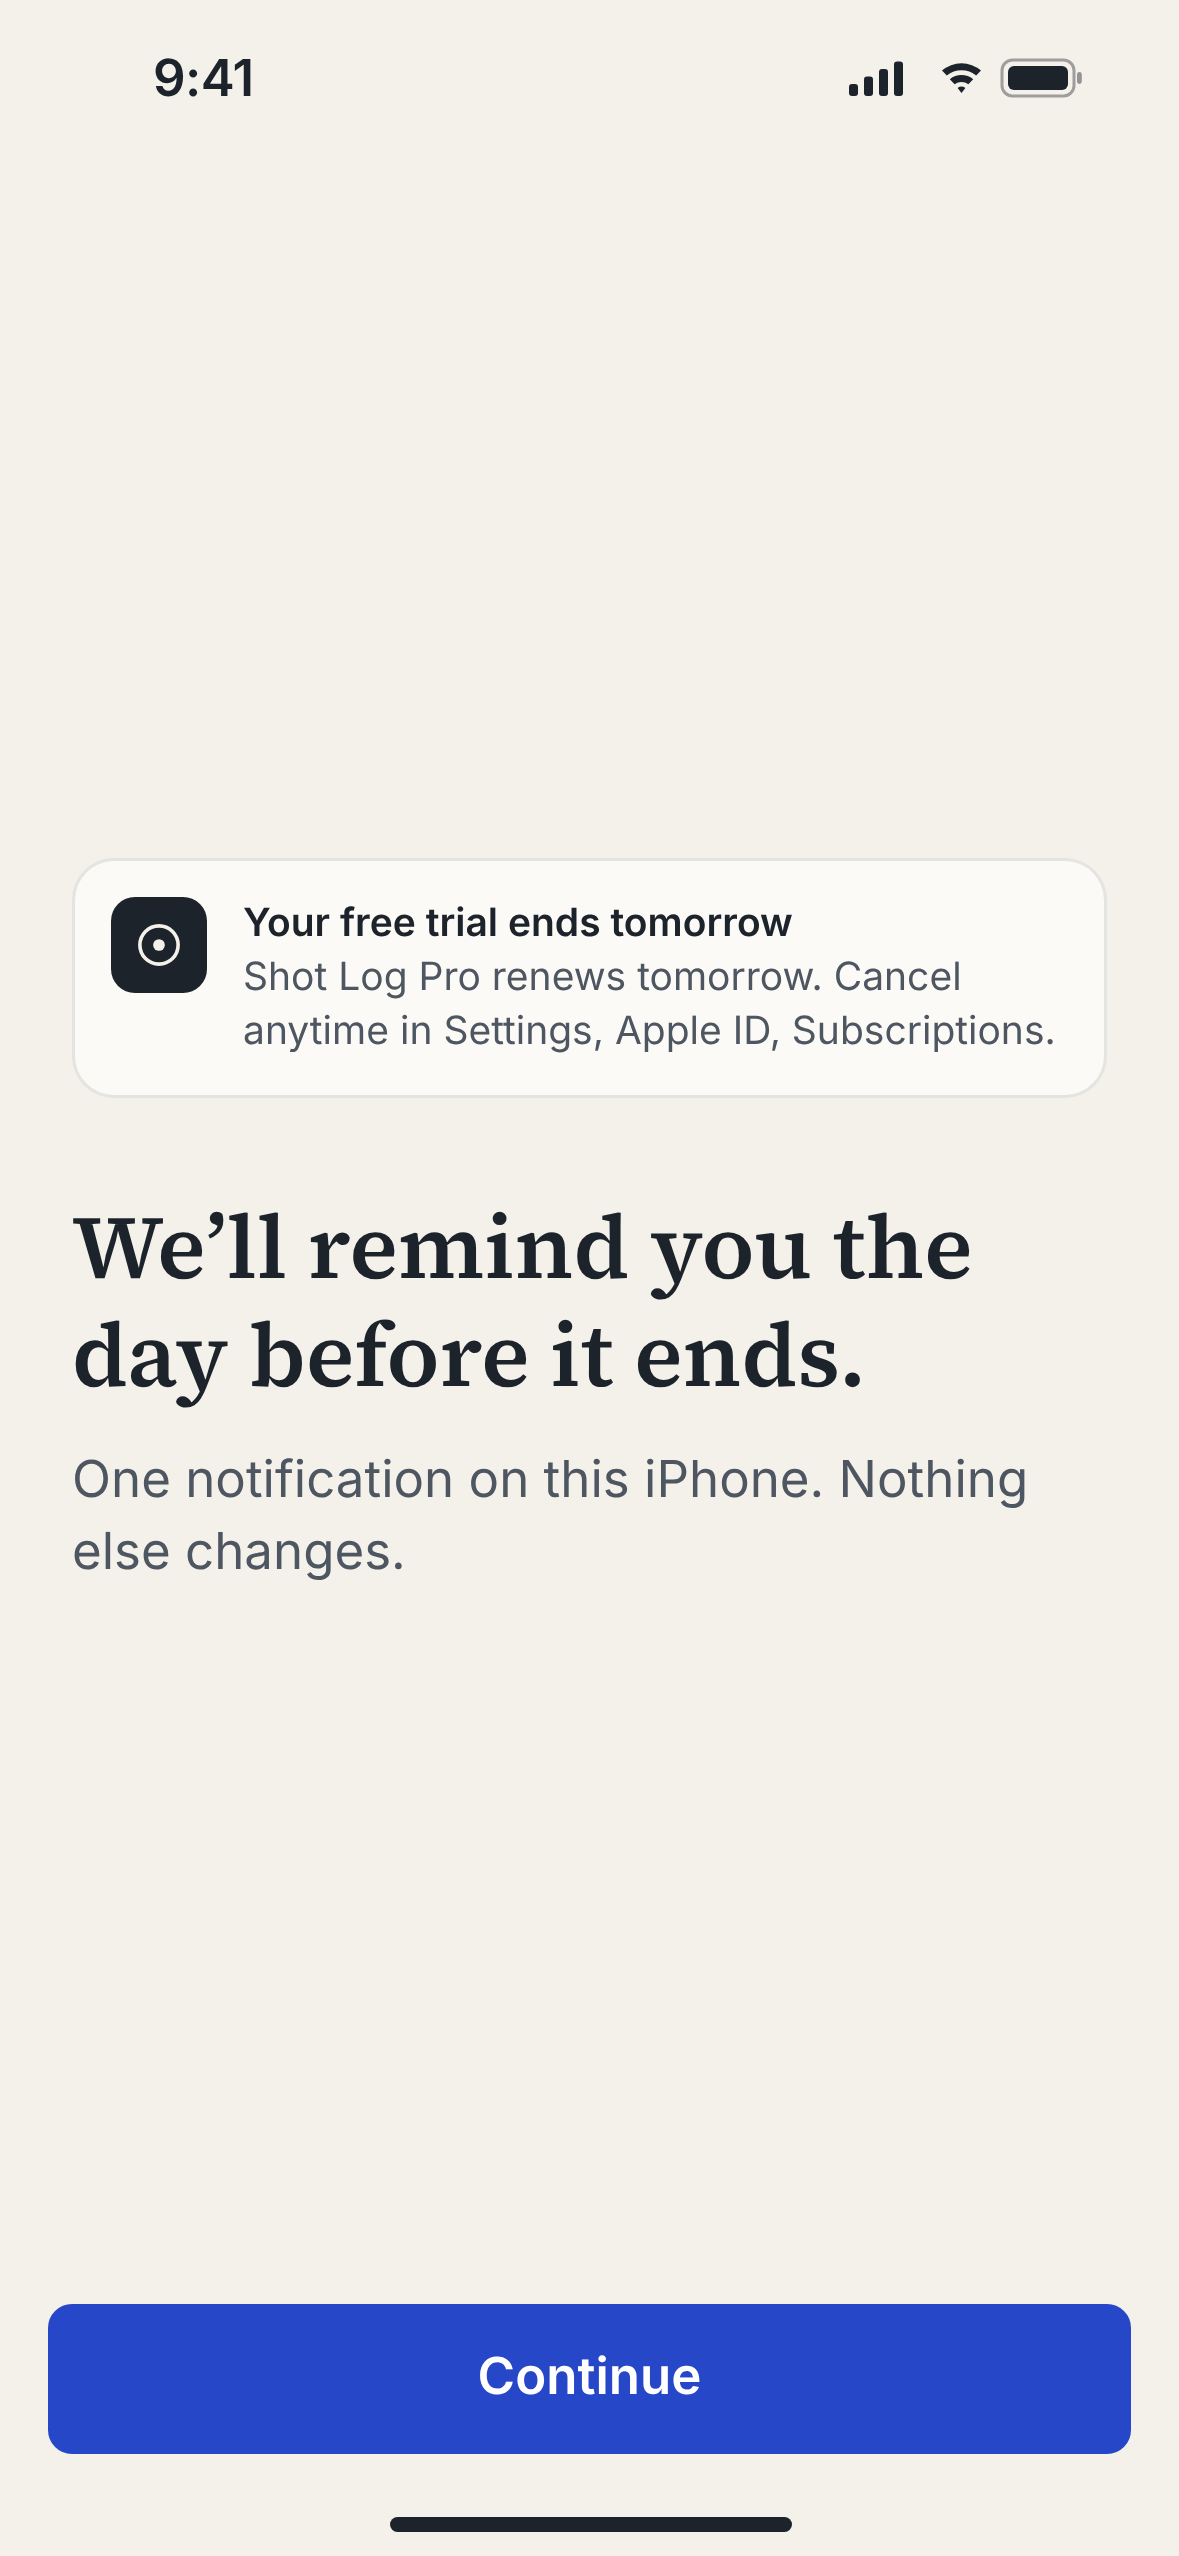 9:41
Your free trial ends tomorrow
Shot Log Pro renews tomorrow. Cancel
anytime in Settings, Apple ID, Subscriptions.
We’ll remind you the
day before it ends.
One notification on this iPhone. Nothing
else changes.
Continue